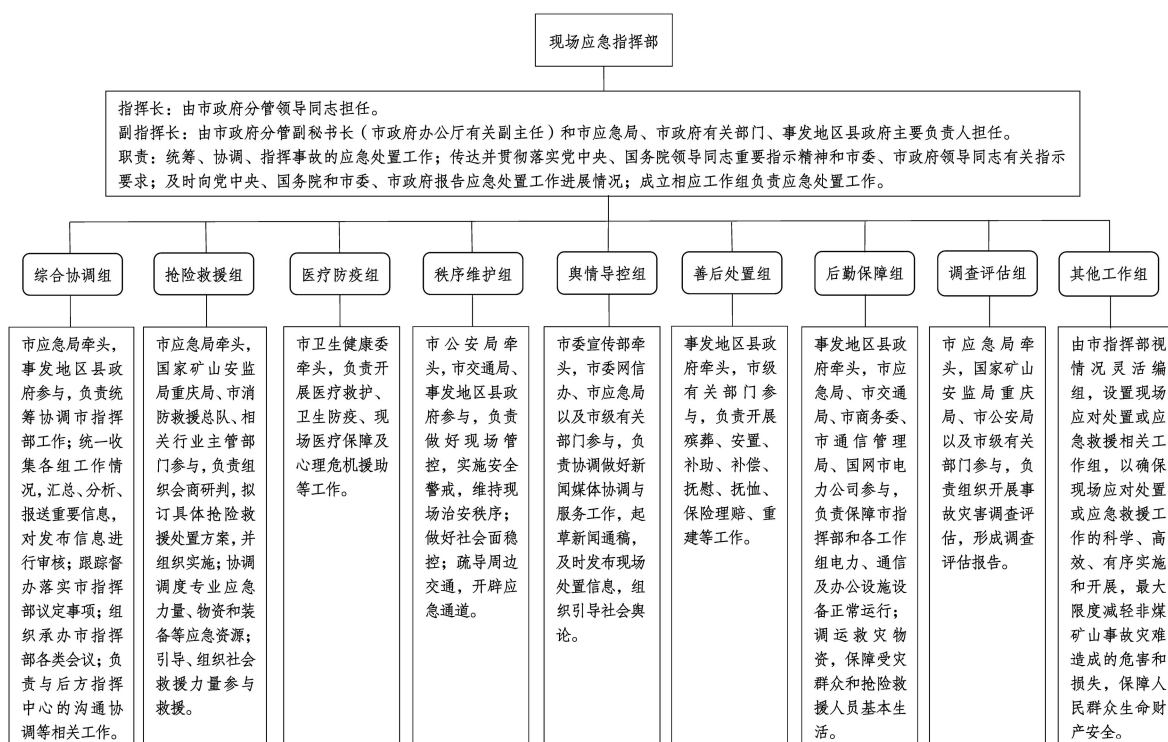 现场应急指挥部
指挥长：由市政府分管领导同志担任。
副指挥长：由市政府分管副秘书长（市政府办公厅有关副主任）和市应急局、市政府有关部门、事发地区县政府主要负责人担任。
职责：统筹、协调、指挥事故的应急处置工作；传达并贯彻落实党中央、国务院领导同志重要指示精神和市委、市政府领导同志有关指示
要求；及时向党中央、国务院和市委、市政府报告应急处置工作进展情况；成立相应工作组负责应急处置工作。
综合协调组
市应急局牵头，
事发地区县政
府参与，负责统
筹协调市指挥
部工作；统一收
集各组工作情
况，汇总、分析、
报送重要信息，
对发布信息进
行审核；跟踪督
办落实市指挥
部议定事项；组
织承办市指挥
部各类会议；负
责与后方指挥
中心的沟通协
调等相关工作。
抢险救援组
市应急局牵头，
国家矿山安监
局重庆局、市消
防救援总队、相
关行业主管部
门参与，负责组
织会商研判，拟
订具体抢险救
援处置方案，并
组织实施；协调
调度专业应急
力量、物资和装
备等应急资源；
引导、组织社会
救援力量参与
救援。
医疗防疫组
市卫生健康委
牵头，负责开
展医疗救护、
卫生防疫、现
场医疗保障及
心理危机援助
等工作。
秩序维护组
市公安局牵
头，市交通局、
事发地区县政
府参与，负责
做好现场管
控，实施安全
警戒，维持现
场治安秩序；
做好社会面稳
控；疏导周边
交通，开辟应
急通道。
舆情导控组
市委宣传部牵
头，市委网信
办、市应急局
以及市级有关
部门参与，负
责协调做好新
闻媒体协调与
服务工作，起
草新闻通稿，
及时发布现场
处置信息，组
织引导社会舆
论。
善后处置组
事发地区县政
府牵头，市级
有关部门参
与，负责开展
殡葬、安置、
补助、补偿、
抚慰、抚恤、
保险理赔、重
建等工作。
后勤保障组
事发地区县政
府牵头，市应
急局、市交通
局、市商务委、
市通信管理
局、国网市电
力公司参与，
负责保障市指
挥部和各工作
组电力、通信
及办公设施设
备正常运行；
调运救灾物
资，保障受灾
群众和抢险救
援人员基本生
活。
调查评估组
市应急局牵
头，国家矿山
安监局重庆
局、市公安局
以及市级有关
部门参与，负
责组织开展事
故灾害调查评
估，形成调查
评估报告。
其他工作组
由市指挥部视
情况灵活编
组，设置现场
应对处置或应
急救援相关工
作组，以确保
现场应对处置
或应急救援工
作的科学、高
效、有序实施
和开展，最大
限度减轻非煤
矿山事故灾难
造成的危害和
损失，保障人
民群众生命财
产安全。